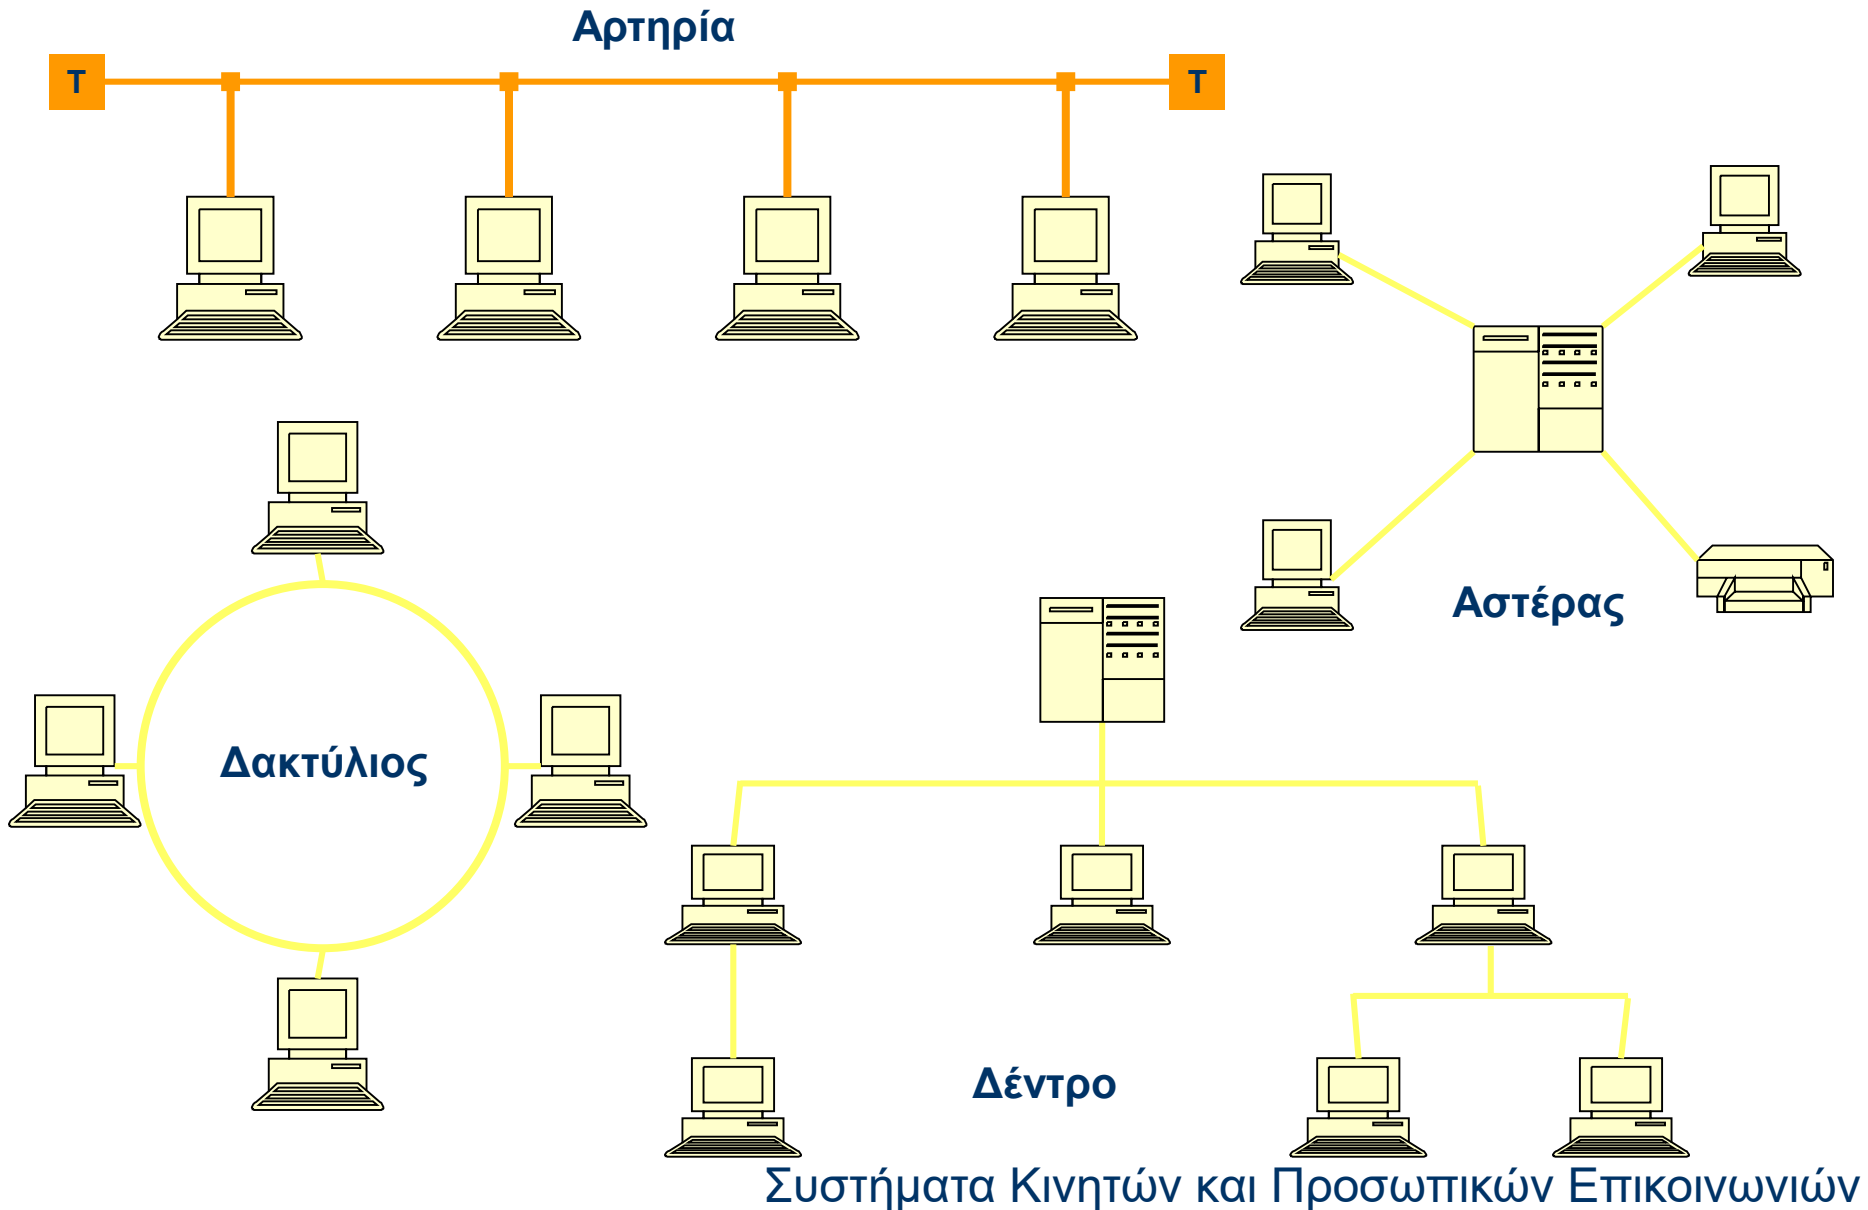 Αρτηρία
Τ Τ
Αστέρας
Δακτύλιος
Δέντρο
Συστήματα Κινητών και Προσωπικών Επικοινωνιών